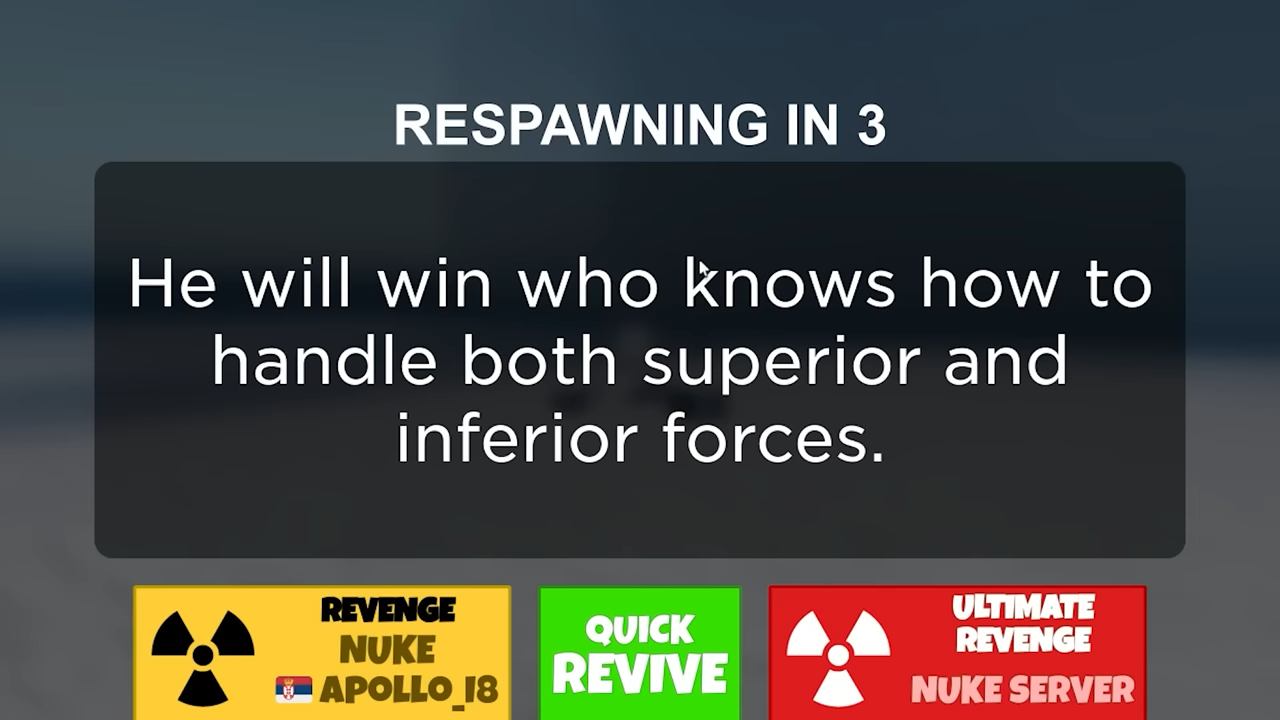 RESPAWNING IN 3
He will win who knows how to
handle both superior and
inferior forces.
REVENGE
NUKE
APOLLO_18
QUICK
REVIVE
ULTIMATE
REVENGE
NUKE SERVER